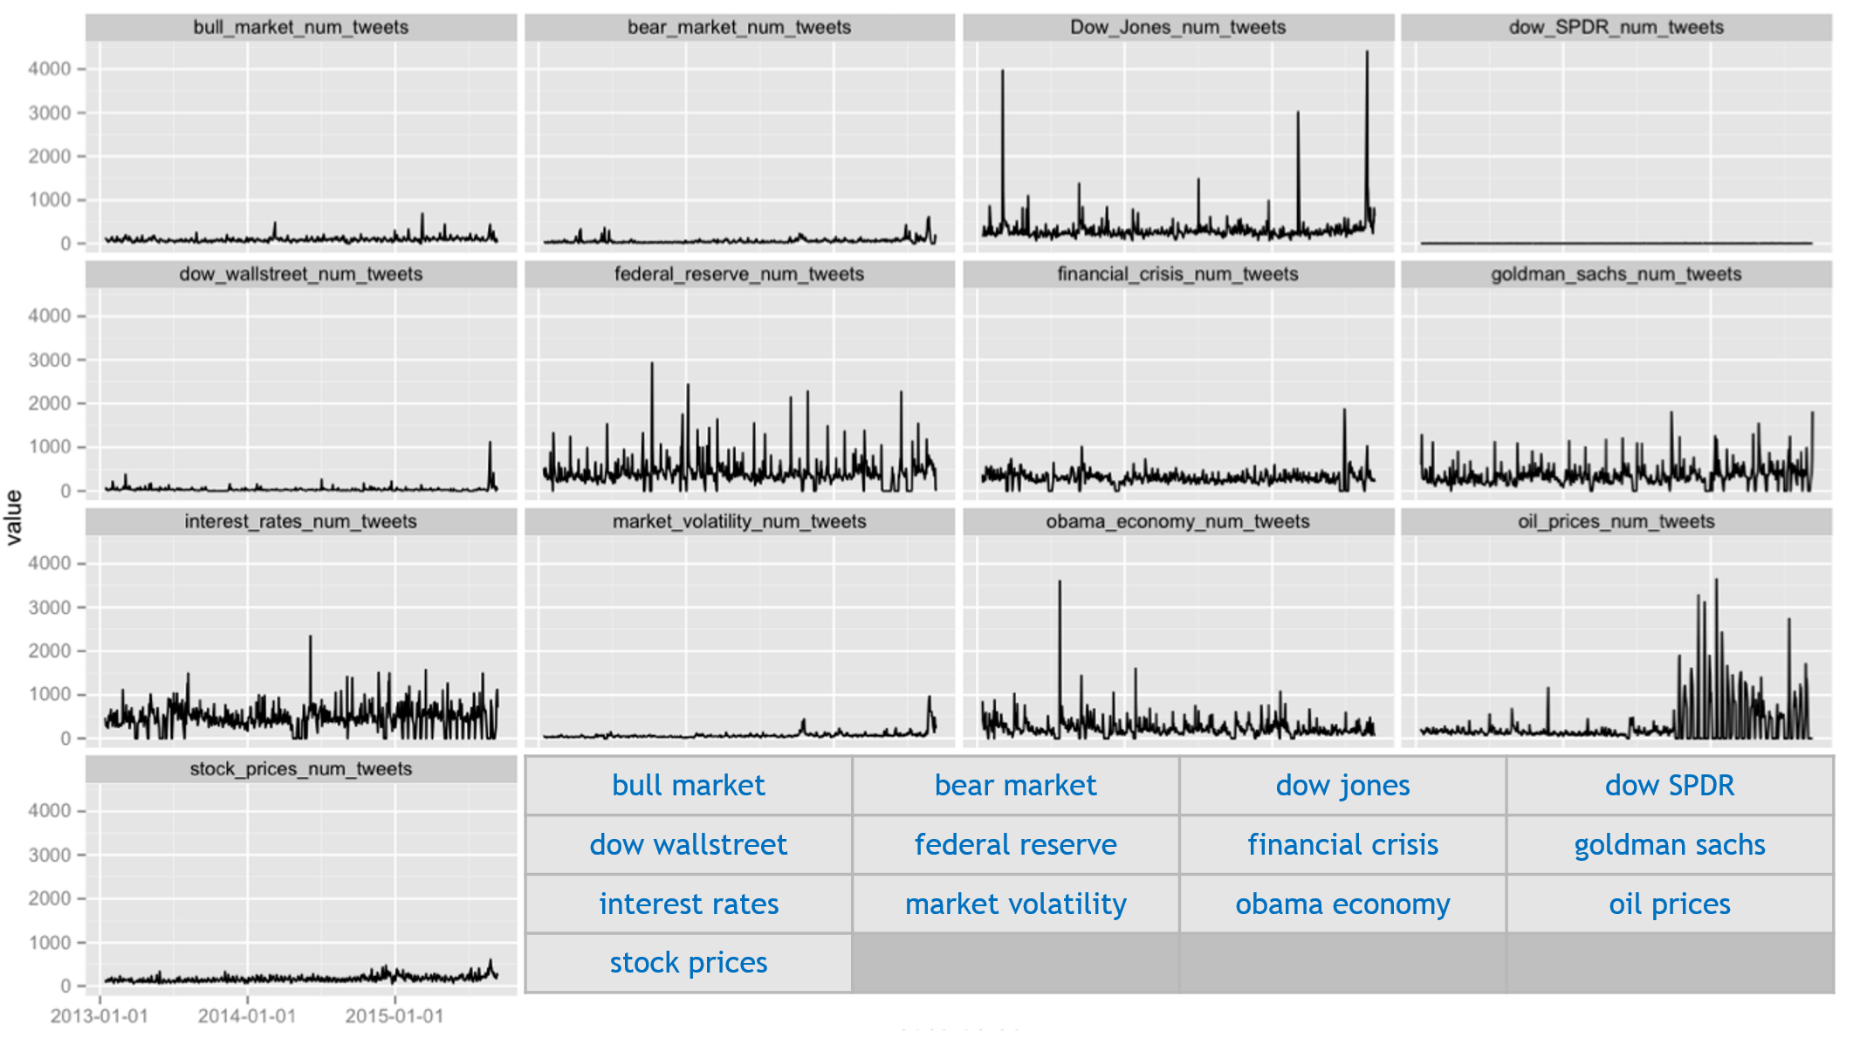 bull_market_num_tweets bear_market_num_tweets Dow_Jones_num_tweets dow_SPDR_num_tweets
4000
3000
2000
1000
0
dow_wallstreet_num_tweets federal_reserve_num_tweets financial_crisis_num_tweets goldman_sachs_num_tweets
4000
3000
2000
1000
0
value
interest_rates_num_tweets market_volatility_num_tweets obama_economy_num_tweets oil_prices_num_tweets
4000
3000
2000
1000
0
stock_prices_num_tweets
4000
3000
2000
1000
0
2013-01-01 2014-01-01 2015-01-01
bull market bear market dow jones dow SPDR
dow wallstreet federal reserve financial crisis goldman sachs
interest rates market volatility obama economy oil prices
stock prices